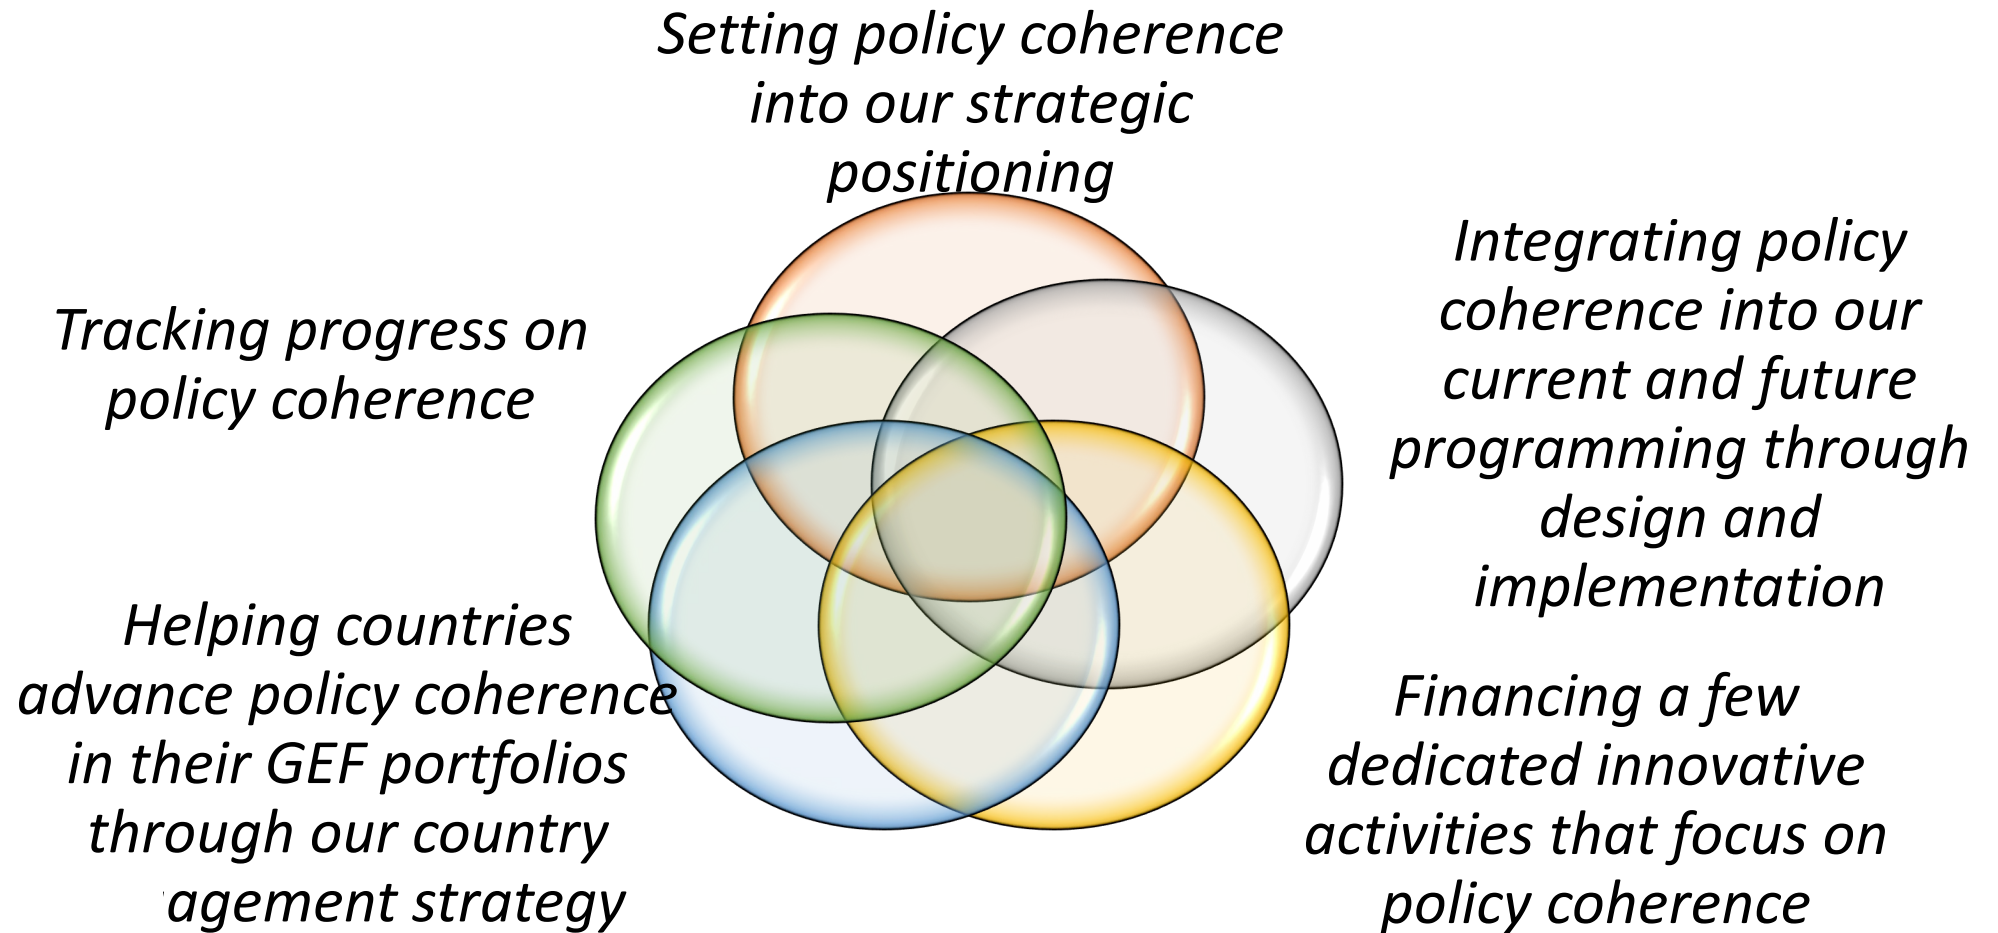 Setting policy coherence
into our strategic
positioning
Integrating policy
coherence into our
current and future
programming through
design and
implementation
Financing a few
dedicated innovative
activities that focus on
policy coherence
Helping countries
advance policy coherence
in their GEF portfolios
through our country
agement strategy
Tracking progress on
policy coherence